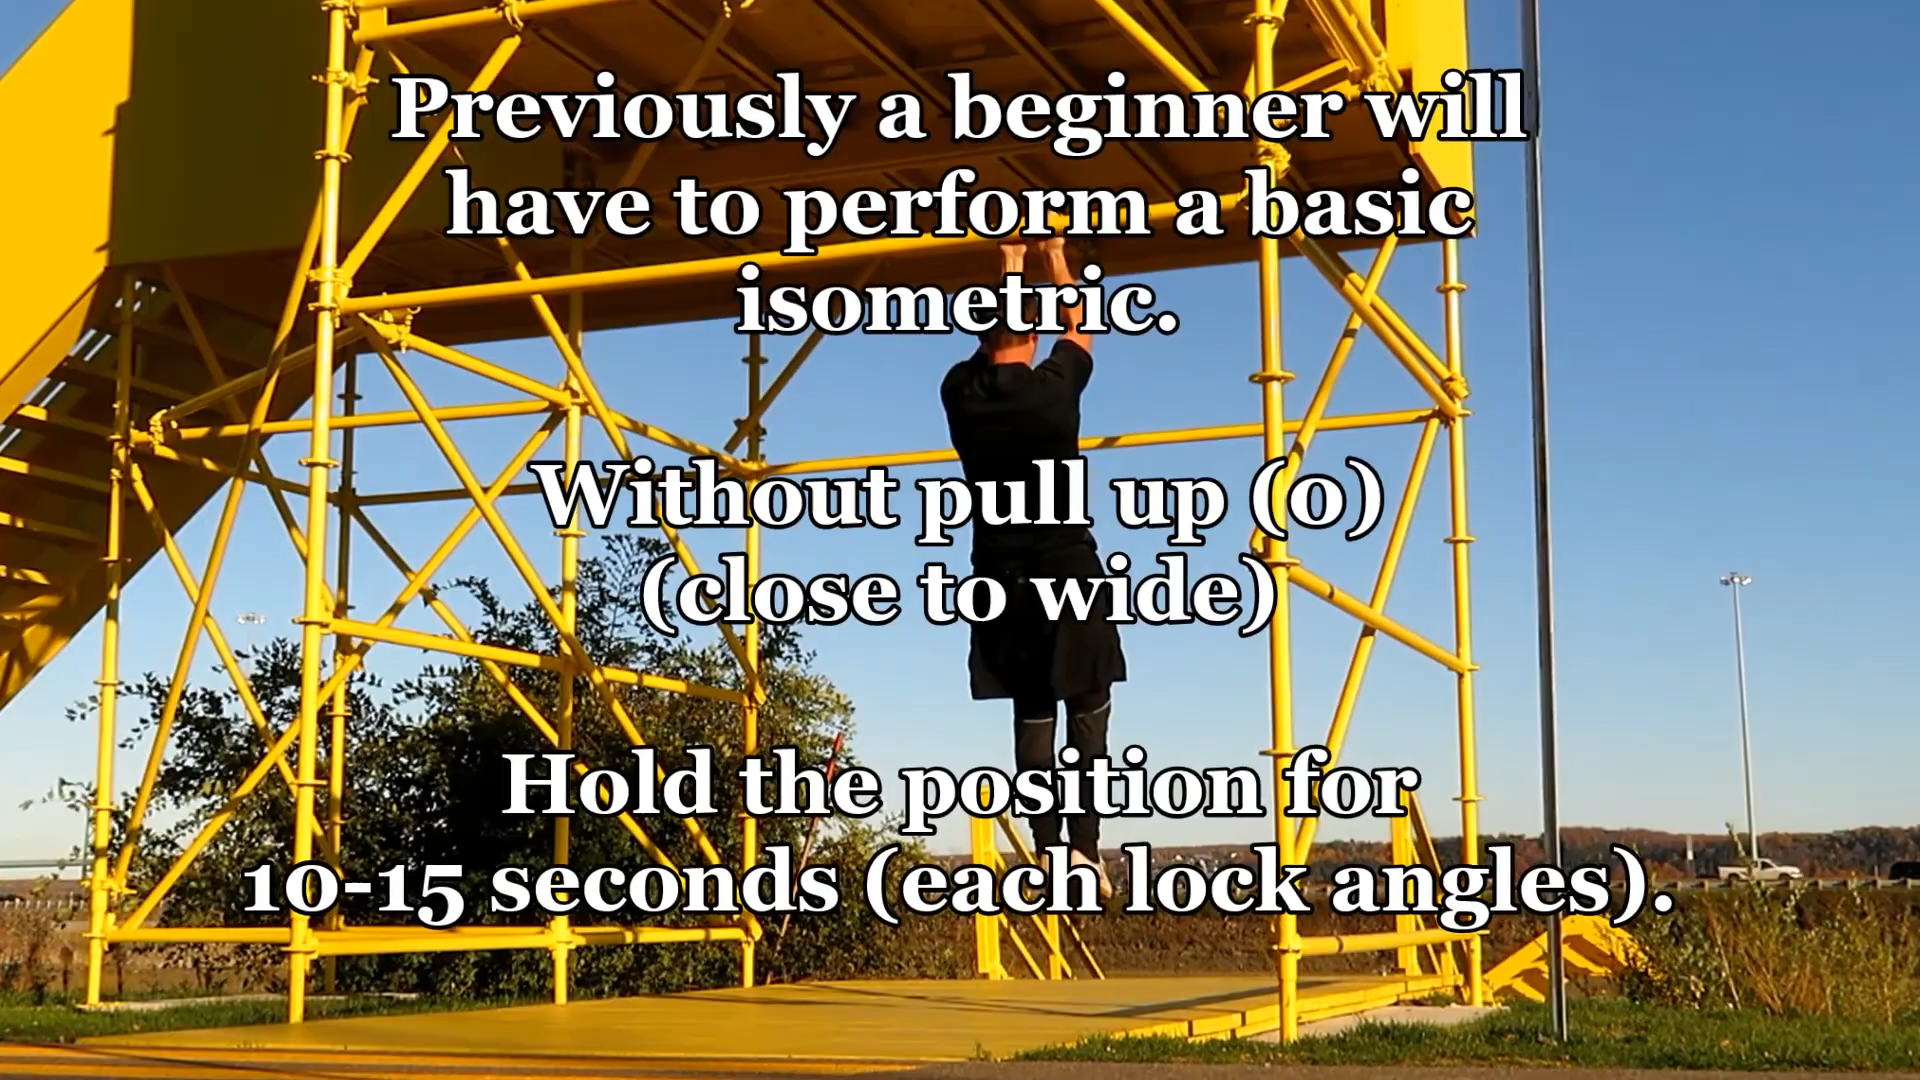 Previously a beginner will
have to perform a basic
isometric.
Without pull up (0)
(close to wide)
Hold the position for
10-15 seconds (each lock angles).